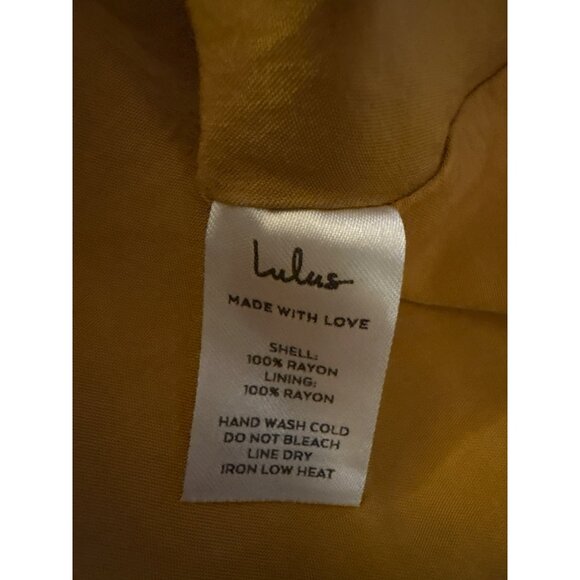 Lulus
MADE WITH LOVE
SHELL:
100% RAYON
LINING:
100% RAYON
HAND WASH COLD
DO NOT BLEACH
LINE DRY
IRON LOW HEAT